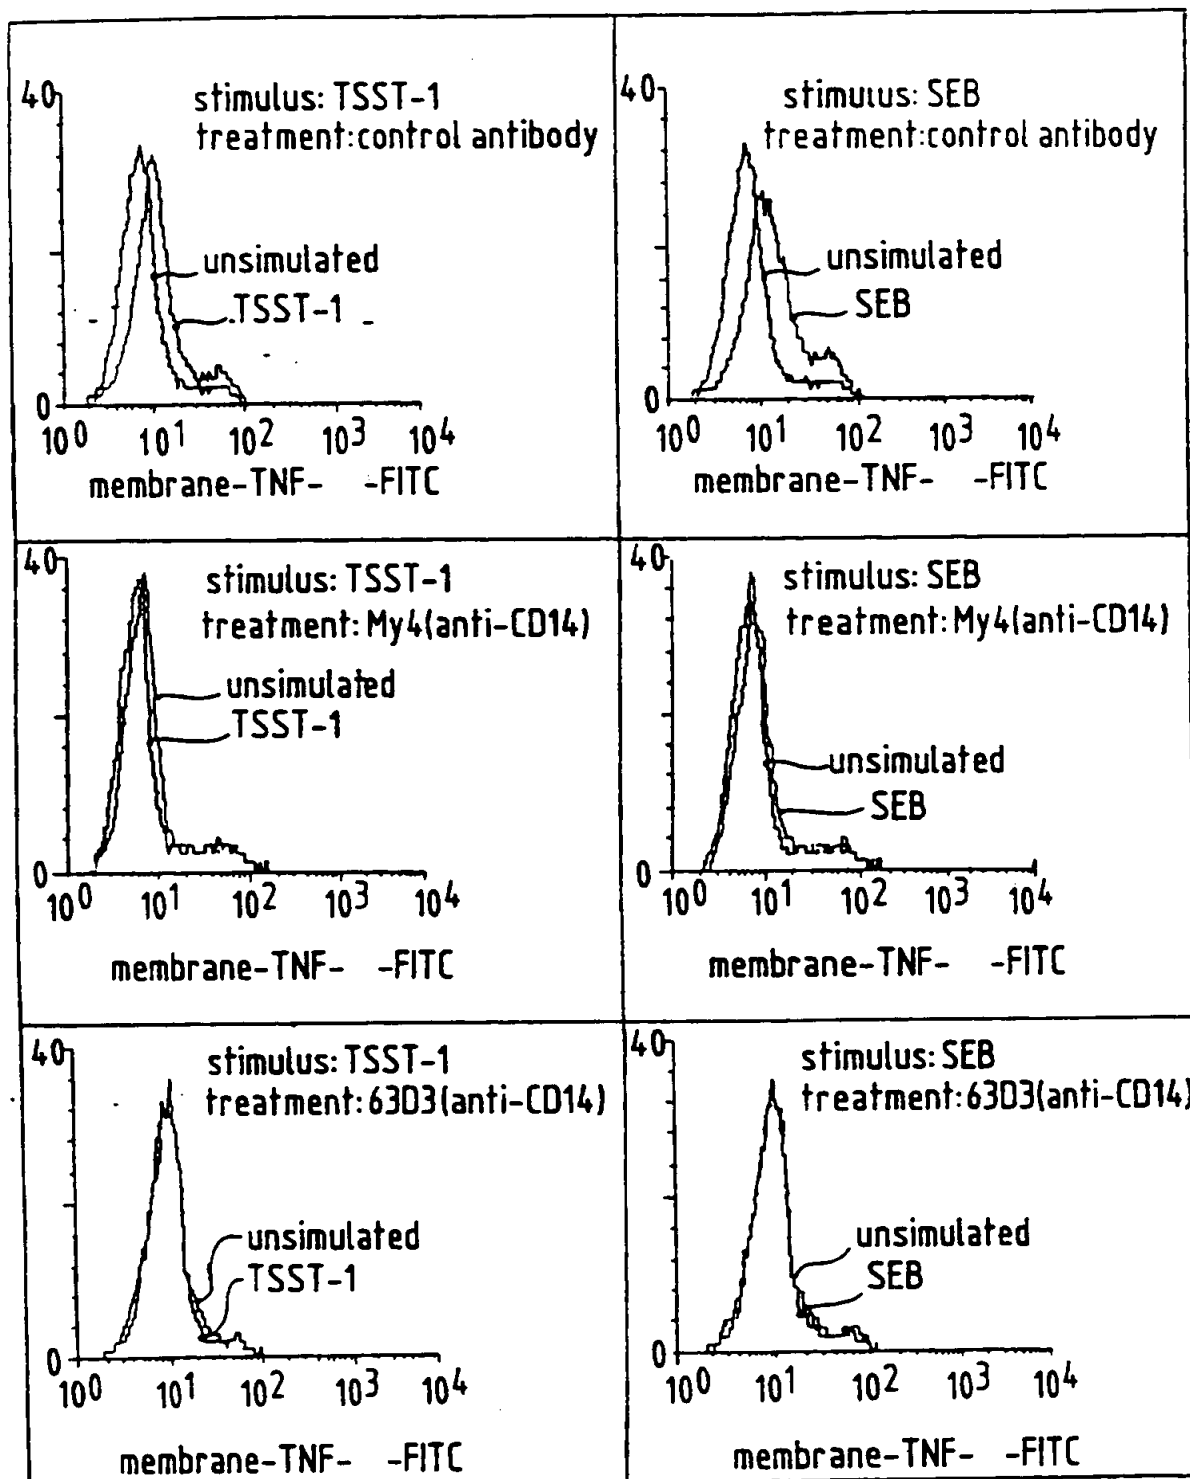 40
stimulus: TSST-1
treatment:control antibody
unsimulated
TSST-1
0
10^0 10^1 10^2 10^3 10^4
membrane-TNF- -FITC
40
stimulus: SEB
treatment:control antibody
unsimulated
SEB
0
10^0 10^1 10^2 10^3 10^4
membrane-TNF- -FITC
40
stimulus: TSST-1
treatment: My4(anti-CD14)
unsimulated
TSST-1
0
10^0 10^1 10^2 10^3 10^4
membrane-TNF- -FITC
40
stimulus: SEB
treatment: My4(anti-CD14)
unsimulated
SEB
0
10^0 10^1 10^2 10^3 10^4
membrane-TNF- -FITC
40
stimulus: TSST-1
treatment:63D3(anti-CD14)
unsimulated
TSST-1
0
10^0 10^1 10^2 10^3 10^4
membrane-TNF- -FITC
40
stimulus: SEB
treatment:63D3(anti-CD14)
unsimulated
SEB
0
10^0 10^1 10^2 10^3 10^4
membrane-TNF- -FITC